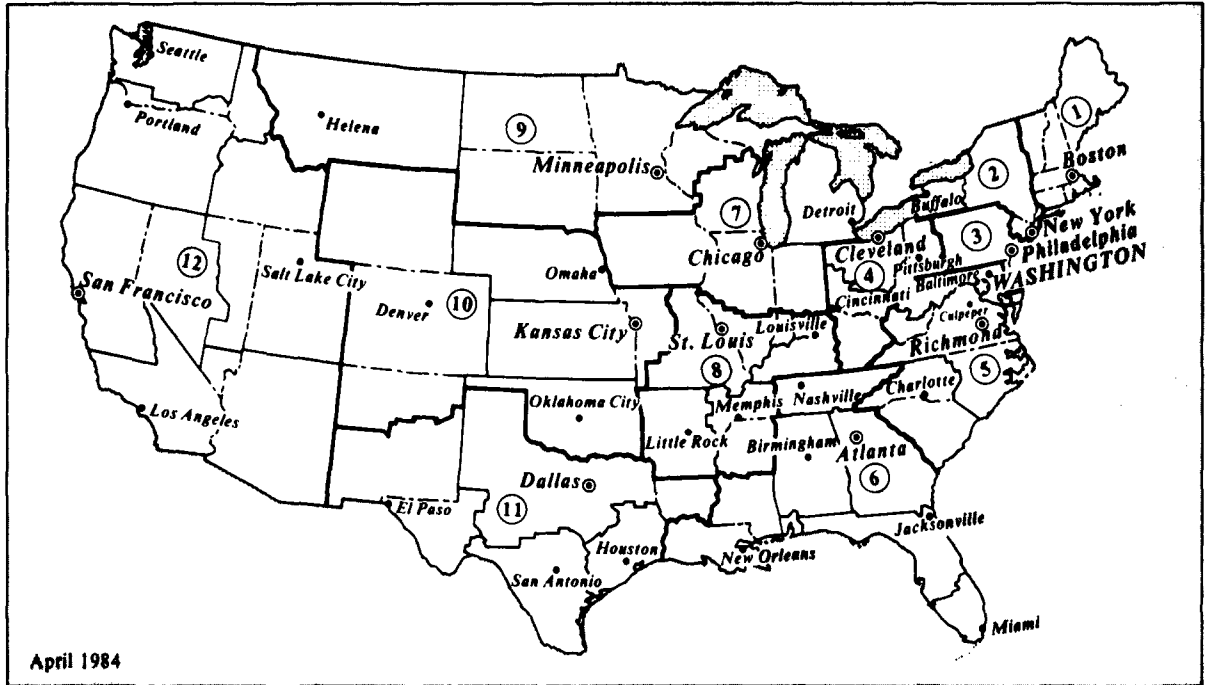 Seattle
Portland
Helena
9
Minneapolis
1
Boston
2
Buffalo
7
Detroit
3
New York
Philadelphia
Cleveland
4
Pittsburgh
WASHINGTON
Baltimore
Chicago
Cincinnati
12
Salt Lake City
San Francisco
Omaha
10
Denver
Kansas City
St. Louis
Louisville
Culpeper
Richmond
8
5
Charlotte
Los Angeles
Oklahoma City
Memphis
Nashville
Little Rock
Birmingham
Atlanta
6
Dallas
11
El Paso
Jacksonville
Houston
New Orleans
San Antonio
Miami
April 1984